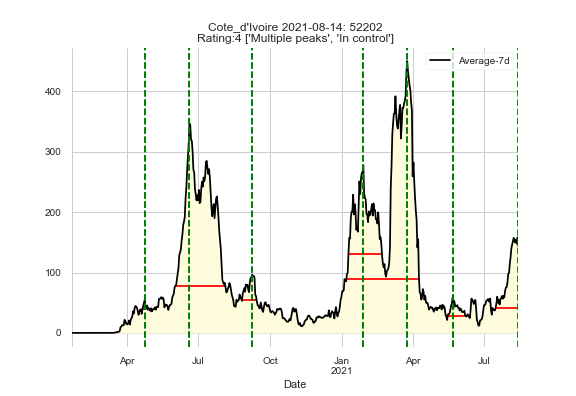 Cote_d'Ivoire 2021-08-14: 52202
Rating:4 ['Multiple peaks', 'In control']
Average-7d
400
300
200
100
0
Apr Jul Oct Jan Apr Jul
2021
Date